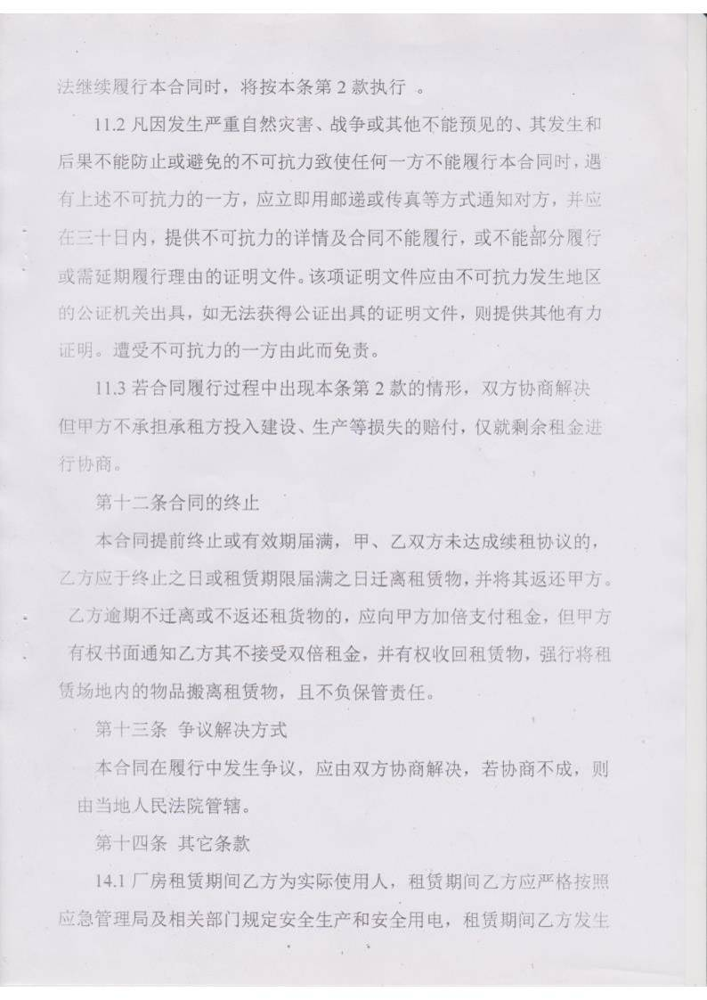 法继续履行本合同时，将按本条第2款执行 。
11.2 凡因发生严重自然灾害、战争或其他不能预见的、其发生和
后果不能防止或避免的不可抗力致使任何一方不能履行本合同时，遇
有上述不可抗力的一方，应立即用邮递或传真等方式通知对方，并应
在三十日内，提供不可抗力的详情及合同不能履行，或不能部分履行
或需延期履行理由的证明文件。该项证明文件应由不可抗力发生地区
的公证机关出具，如无法获得公证出具的证明文件，则提供其他有力
证明。遭受不可抗力的一方由此而免责。
11.3 若合同履行过程中出现本条第2款的情形，双方协商解决
但甲方不承担承租方投入建设、生产等损失的赔付，仅就剩余租金进
行协商。
第十二条合同的终止
本合同提前终止或有效期届满，甲、乙双方未达成续租协议的，
乙方应于终止之日或租赁期限届满之日迁离租赁物，并将其返还甲方。
乙方逾期不迁离或不返还租货物的，应向甲方加倍支付租金，但甲方
有权书面通知乙方其不接受双倍租金，并有权收回租赁物，强行将租
赁场地内的物品搬离租赁物，且不负保管责任。
第十三条 争议解决方式
本合同在履行中发生争议，应由双方协商解决，若协商不成，则
由当地人民法院管辖。
第十四条 其它条款
14.1 厂房租赁期间乙方为实际使用人，租赁期间乙方应严格按照
应急管理局及相关部门规定安全生产和安全用电，租赁期间乙方发生